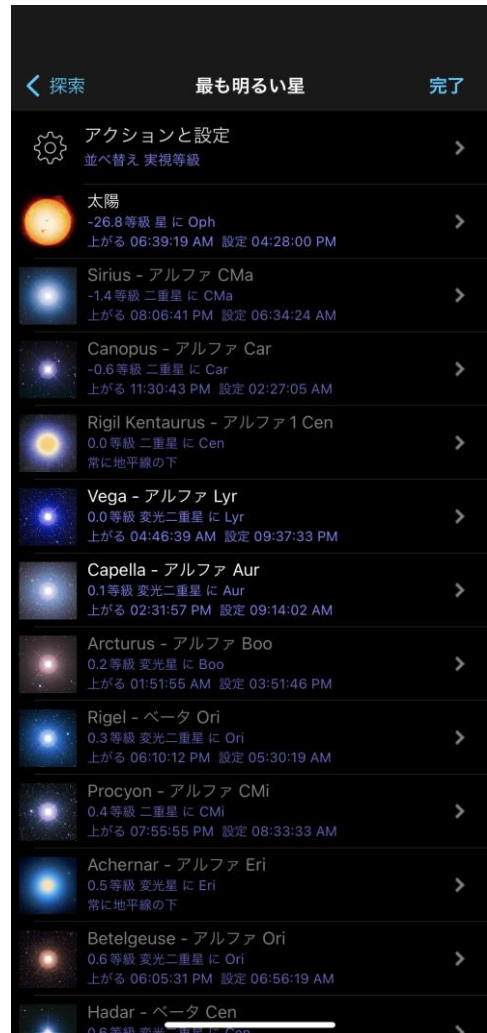 探索
最も明るい星
完了
アクションと設定
並べ替え 実視等級
太陽
-26.8等級 星 に Oph
上がる 06:39:19 AM 設定 04:28:00 PM
Sirius - アルファ CMa
-1.4等級 二重星 に CMa
上がる 08:06:41 PM 設定 06:34:24 AM
Canopus - アルファ Car
-0.6等級 二重星 に Car
上がる 11:30:43 PM 設定 02:27:05 AM
Rigil Kentaurus - アルファ1 Cen
0.0等級 二重星 に Cen
常に地平線の下
Vega - アルファ Lyr
0.0等級 変光二重星 に Lyr
上がる 04:46:39 AM 設定 09:37:33 PM
Capella - アルファ Aur
0.1等級 変光二重星 に Aur
上がる 02:31:57 PM 設定 09:14:02 AM
Arcturus - アルファ Boo
0.2等級 変光星 に Boo
上がる 01:51:55 AM 設定 03:51:46 PM
Rigel - ベータ Ori
0.3等級 変光二重星 に Ori
上がる 06:10:12 PM 設定 05:30:19 AM
Procyon - アルファ CMi
0.4等級 二重星 に CMi
上がる 07:55:55 PM 設定 08:33:33 AM
Achernar - アルファ Eri
0.5等級 変光星 に Eri
常に地平線の下
Betelgeuse - アルファ Ori
0.6等級 変光二重星 に Ori
上がる 06:05:31 PM 設定 06:56:19 AM
Hadar - ベータ Cen
0.6等級 変光二重星 に Cen